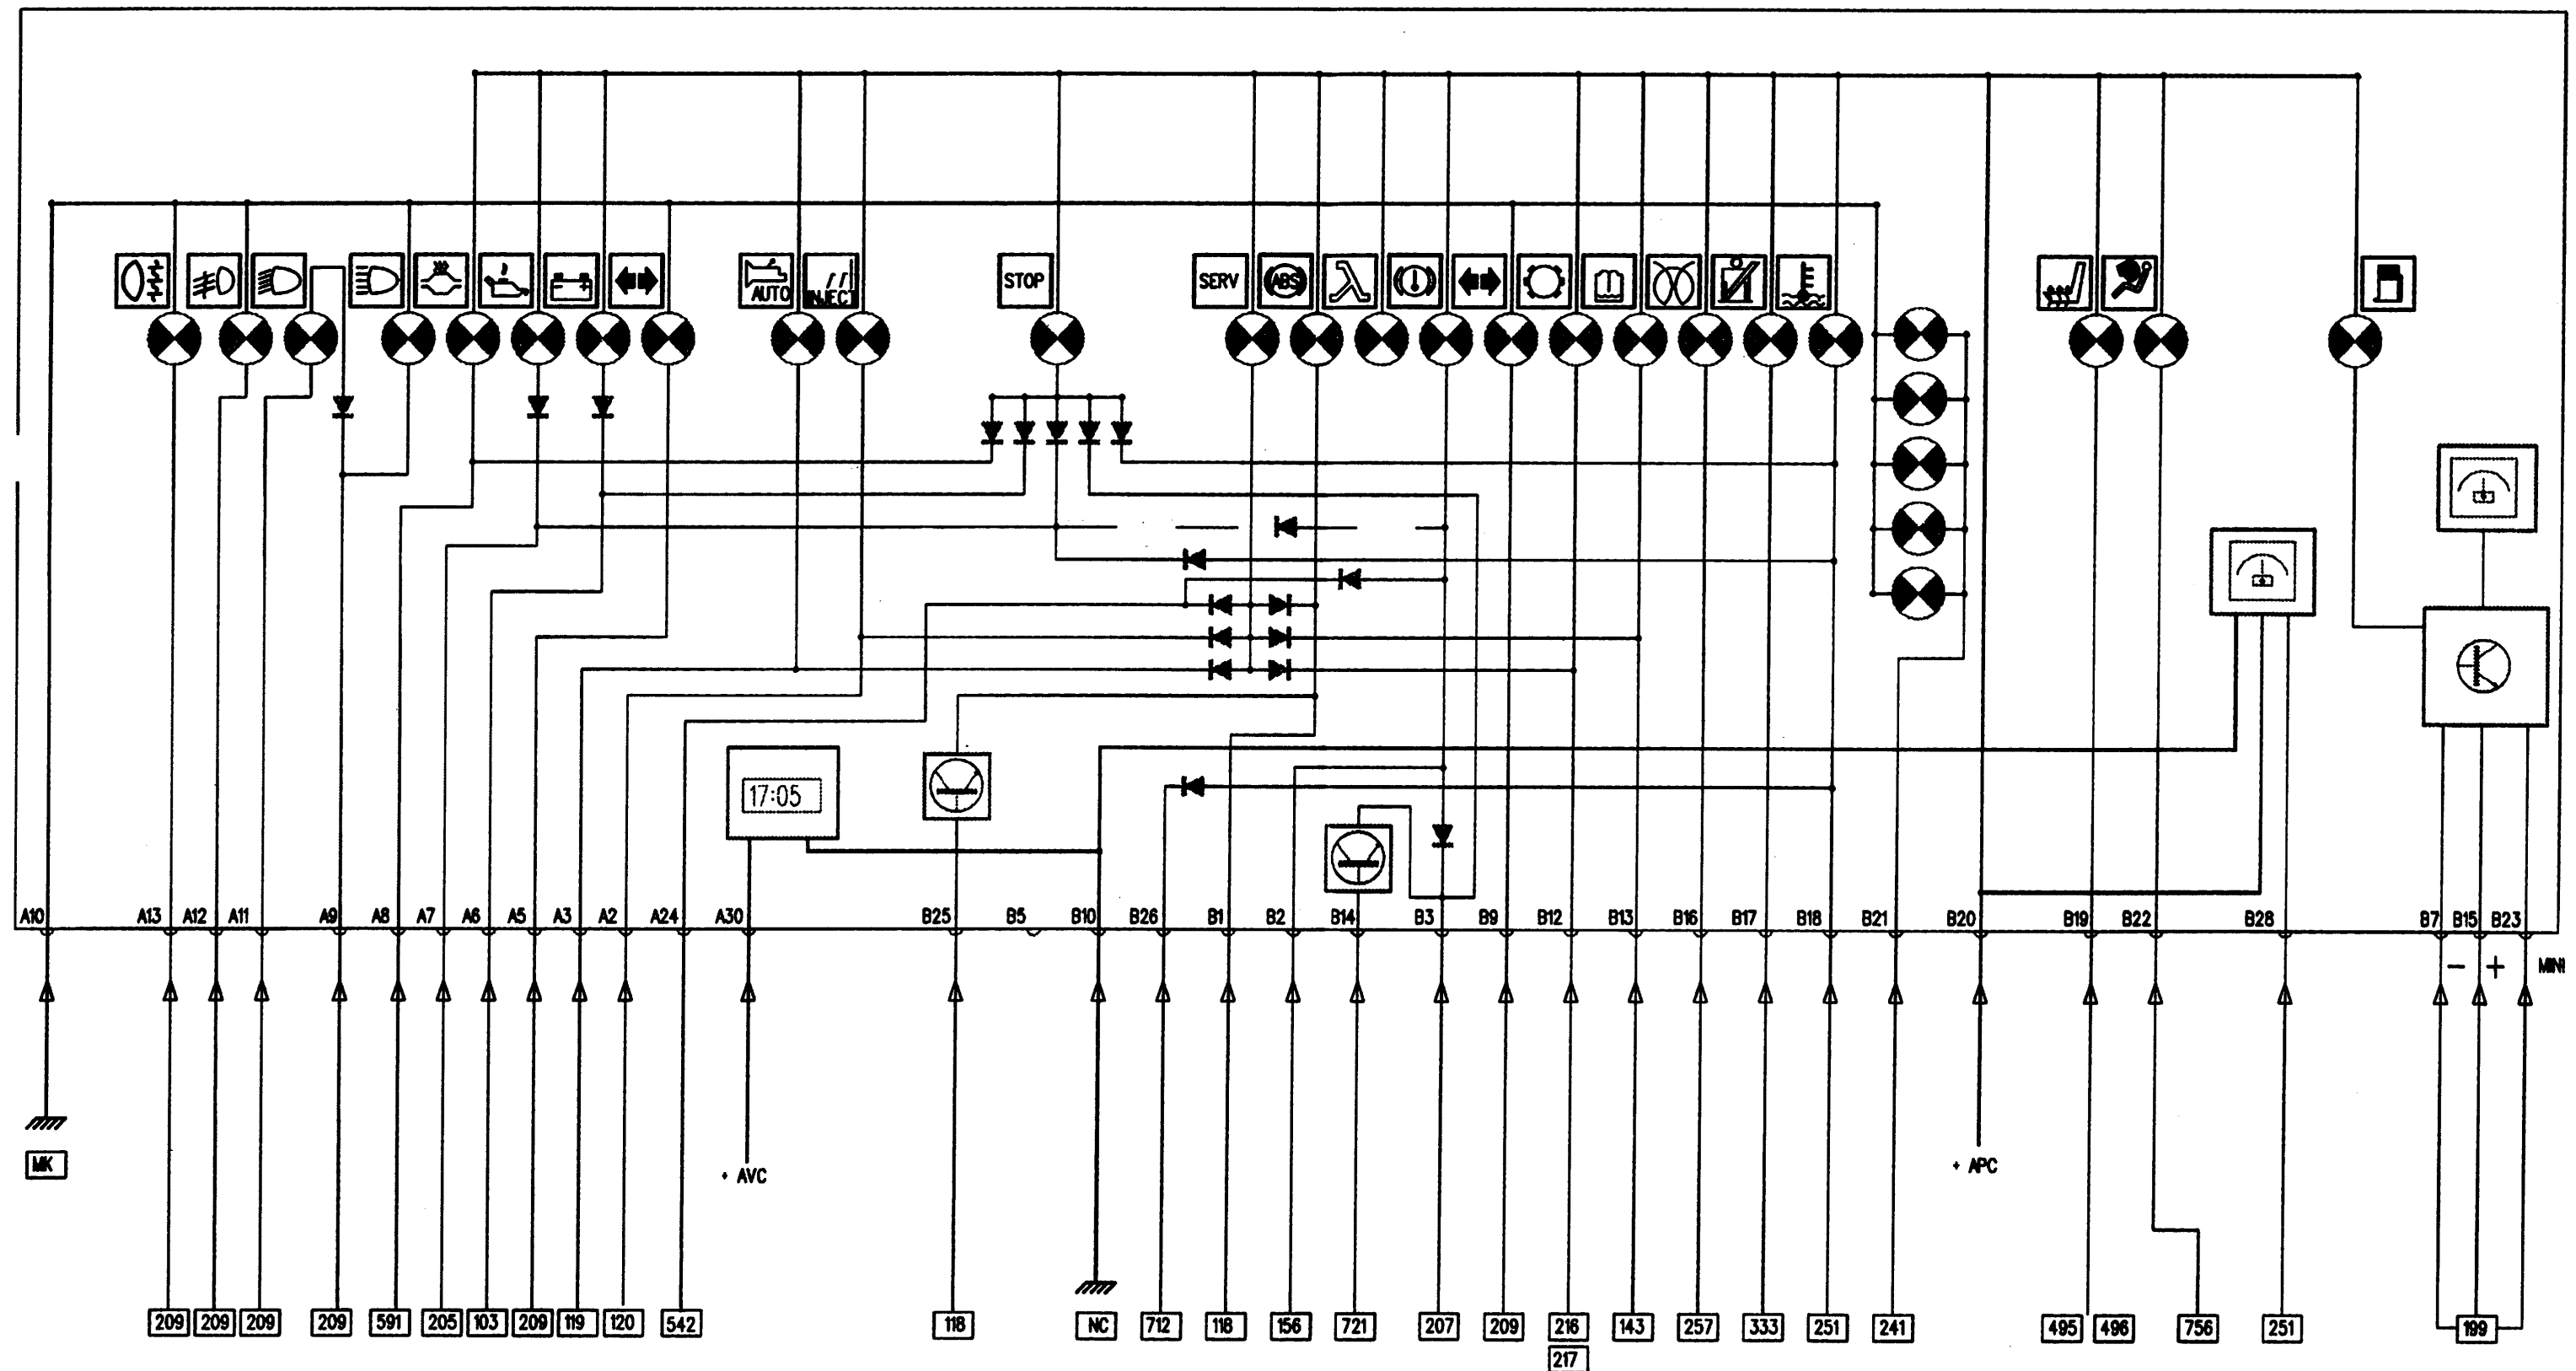 AUTO
INJECT
STOP
SERV
ABS
17:05
A10 A13 A12 A11 A9 A8 A7 A6 A5 A3 A2 A24 A30 B25 B5 B10 B26 B1 B2 B14 B3 B9 B12 B13 B16 B17 B18 B21 B20 B19 B22 B28 B7 B15 B23
− + MINI
MK
+ AVC
+ APC
209 209 209 209 591 205 103 209 119 120 542 118 NC 712 118 156 721 207 209 216 143 257 333 251 241 495 496 756 251 199
217